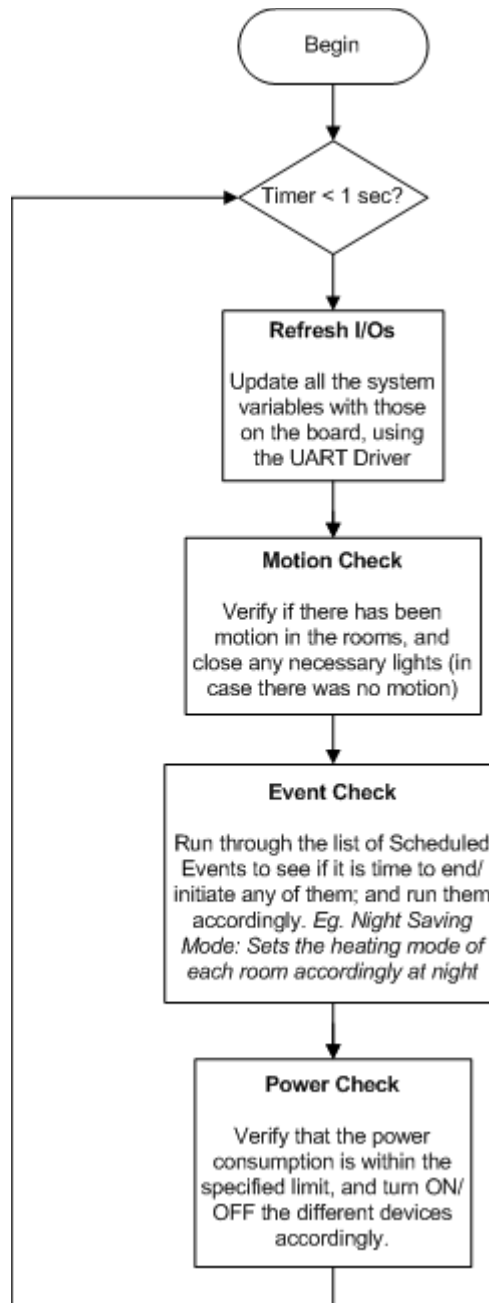 Begin
Timer < 1 sec?
Refresh I/Os
Update all the system
variables with those
on the board, using
the UART Driver
Motion Check
Verify if there has been
motion in the rooms, and
close any necessary lights (in
case there was no motion)
Event Check
Run through the list of Scheduled
Events to see if it is time to end/
initiate any of them; and run them
accordingly. Eg. Night Saving
Mode: Sets the heating mode of
each room accordingly at night
Power Check
Verify that the power
consumption is within the
specified limit, and turn ON/
OFF the different devices
accordingly.